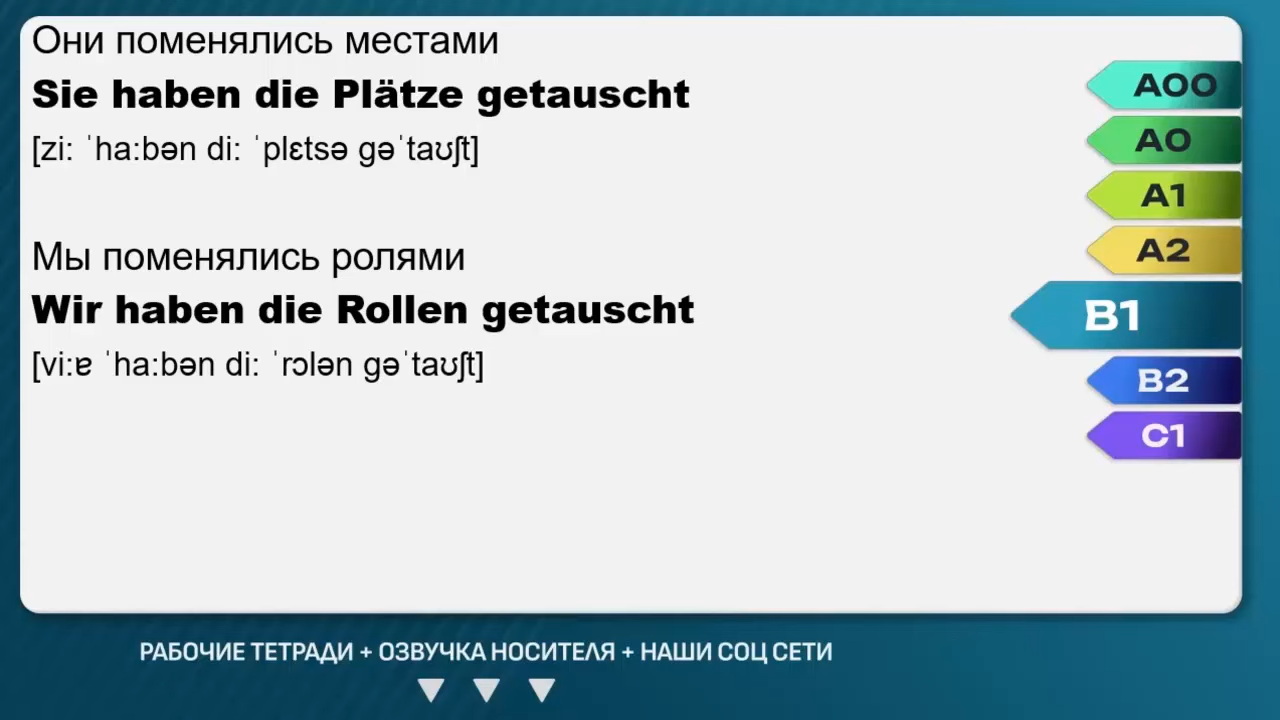 Они поменялись местами
Sie haben die Plätze getauscht
[zi: ˈha:bən di: ˈplɛtsə gəˈtaʊʃt]
Мы поменялись ролями
Wir haben die Rollen getauscht
[vi:ɐ ˈha:bən di: ˈrɔlən gəˈtaʊʃt]
A00
A0
A1
A2
B1
B2
C1
РАБОЧИЕ ТЕТРАДИ + ОЗВУЧКА НОСИТЕЛЯ + НАШИ СОЦ СЕТИ